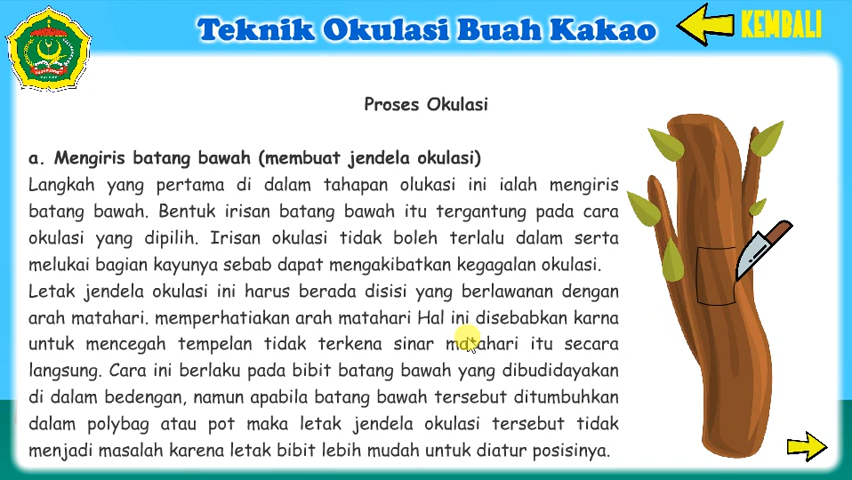 Teknik Okulasi Buah Kakao
KEMBALI
Proses Okulasi
a. Mengiris batang bawah (membuat jendela okulasi)
Langkah yang pertama di dalam tahapan olukasi ini ialah mengiris
batang bawah. Bentuk irisan batang bawah itu tergantung pada cara
okulasi yang dipilih. Irisan okulasi tidak boleh terlalu dalam serta
melukai bagian kayunya sebab dapat mengakibatkan kegagalan okulasi.
Letak jendela okulasi ini harus berada disisi yang berlawanan dengan
arah matahari. memperhatiakan arah matahari Hal ini disebabkan karna
untuk mencegah tempelan tidak terkena sinar matahari itu secara
langsung. Cara ini berlaku pada bibit batang bawah yang dibudidayakan
di dalam bedengan, namun apabila batang bawah tersebut ditumbuhkan
dalam polybag atau pot maka letak jendela okulasi tersebut tidak
menjadi masalah karena letak bibit lebih mudah untuk diatur posisinya.